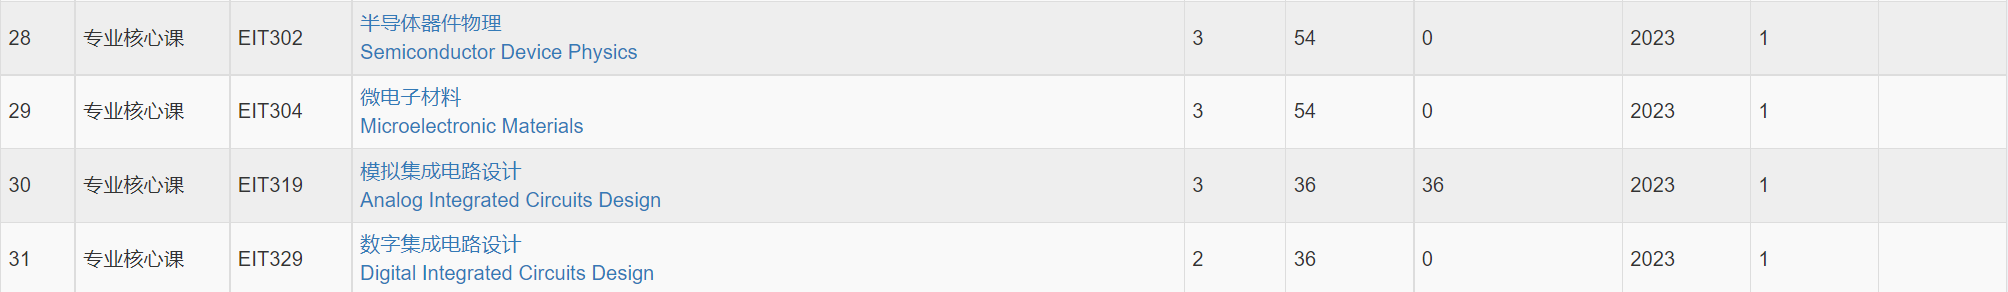 28 专业核心课 EIT302 半导体器件物理 3 54 0 2023 1
Semiconductor Device Physics
29 专业核心课 EIT304 微电子材料 3 54 0 2023 1
Microelectronic Materials
30 专业核心课 EIT319 模拟集成电路设计 3 36 36 2023 1
Analog Integrated Circuits Design
31 专业核心课 EIT329 数字集成电路设计 2 36 0 2023 1
Digital Integrated Circuits Design